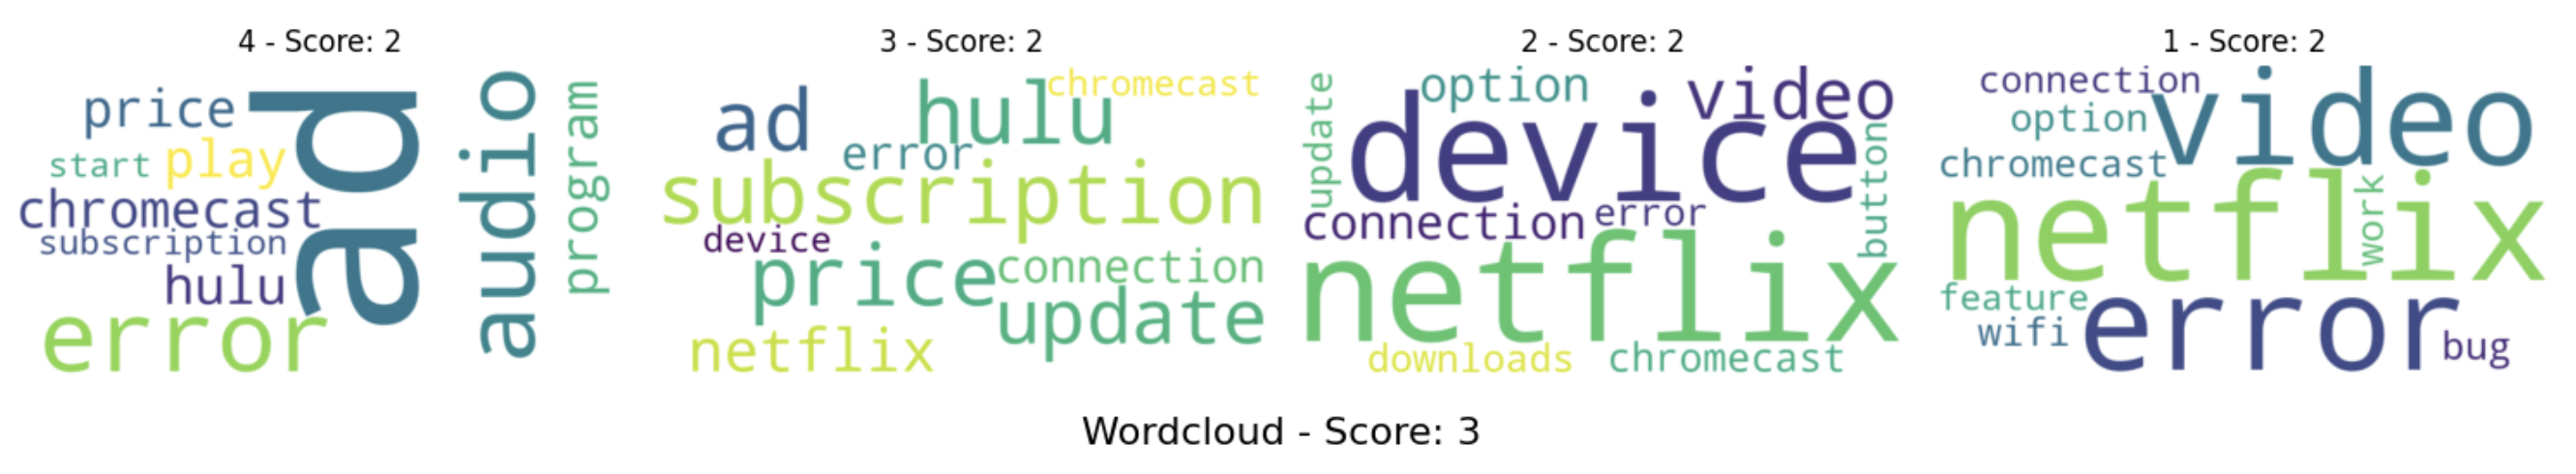 4 - Score: 2
price
ad
audio
program
start
play
chromecast
subscription
hulu
error
3 - Score: 2
chromecast
ad
hulu
error
subscription
device
price
connection
update
netflix
2 - Score: 2
update
option
video
device
button
connection
error
netflix
downloads
chromecast
1 - Score: 2
connection
option
video
chromecast
netflix
work
feature
wifi
error
bug
Wordcloud - Score: 3